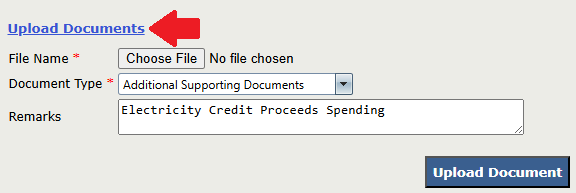 Upload Documents
File Name * Choose File No file chosen
Document Type * Additional Supporting Documents
Remarks Electricity Credit Proceeds Spending
Upload Document